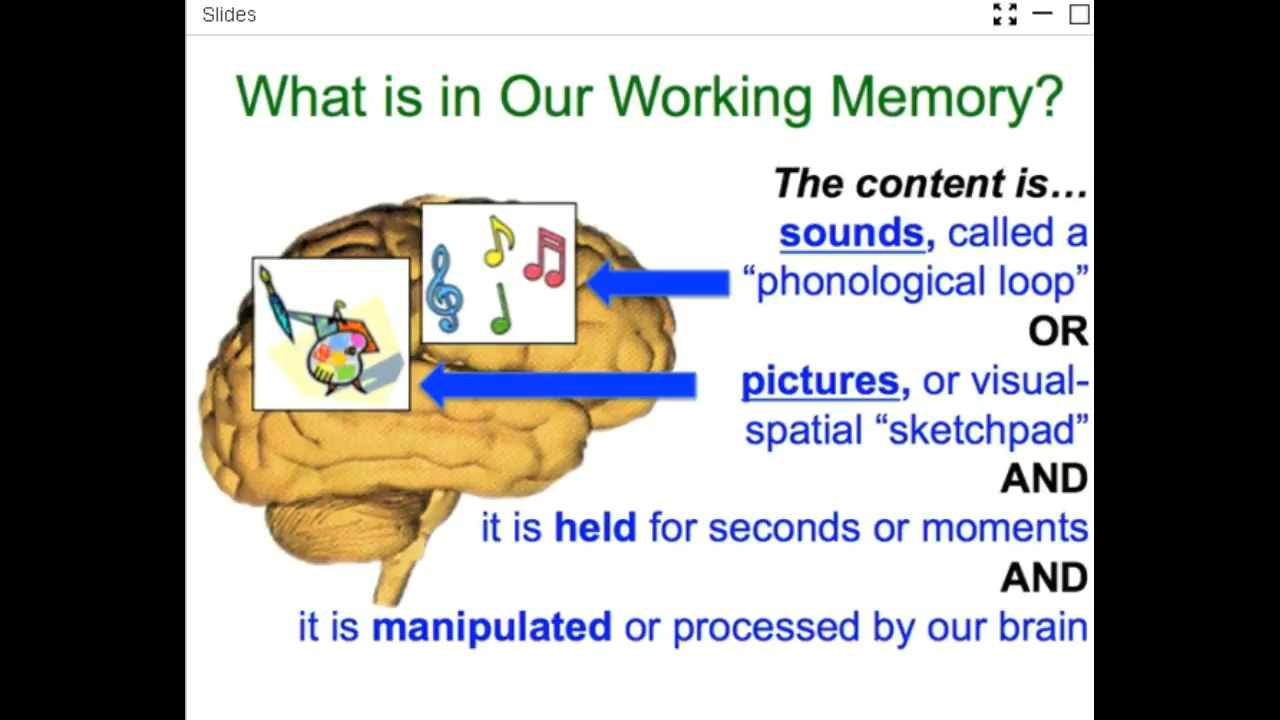 Slides
What is in Our Working Memory?
The content is…
sounds, called a
“phonological loop”
OR
pictures, or visual-
spatial “sketchpad”
AND
it is held for seconds or moments
AND
it is manipulated or processed by our brain